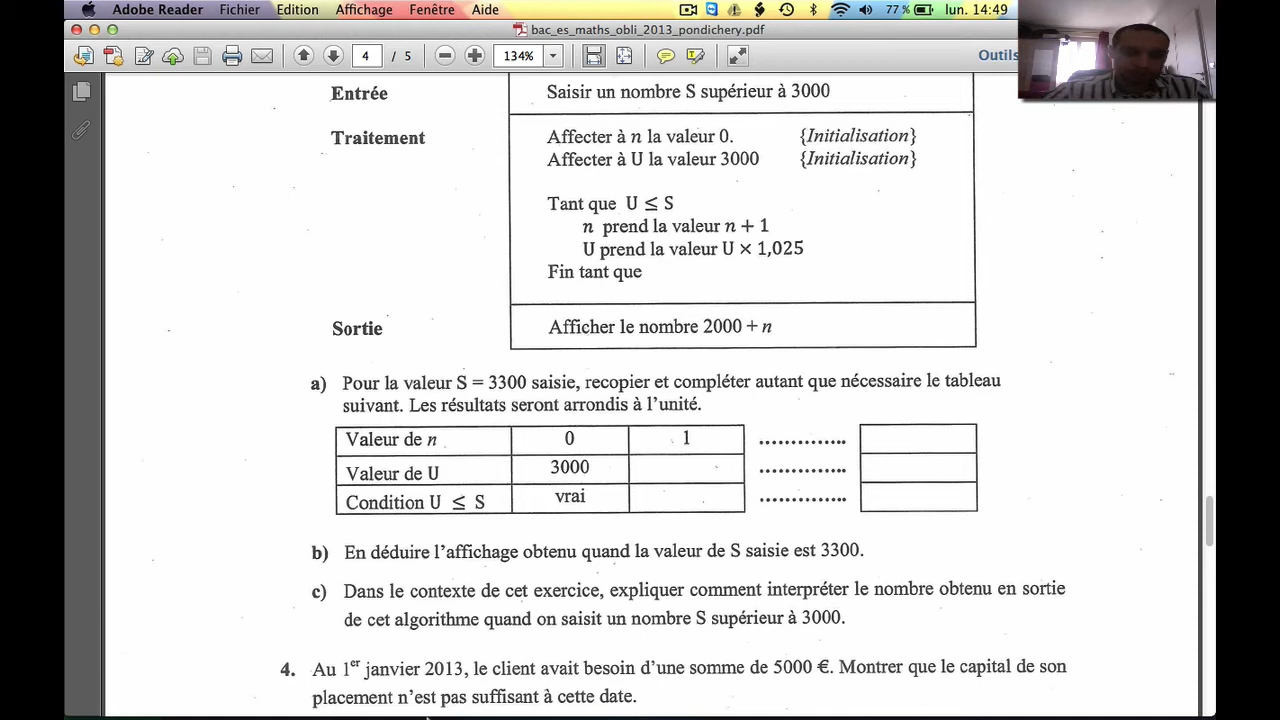 Adobe Reader Fichier Edition Affichage Fenêtre Aide 77 % lun. 14:49
bac_es_maths_obli_2013_pondichery.pdf
4 / 5 134% Outils
Entrée Saisir un nombre S supérieur à 3000
Traitement Affecter à n la valeur 0. {Initialisation}
Affecter à U la valeur 3000 {Initialisation}
Tant que U ≤ S
n prend la valeur n + 1
U prend la valeur U × 1,025
Fin tant que
Sortie Afficher le nombre 2000 + n
a) Pour la valeur S = 3300 saisie, recopier et compléter autant que nécessaire le tableau
suivant. Les résultats seront arrondis à l'unité.
Valeur de n 0 1 ..............
Valeur de U 3000 ..............
Condition U ≤ S vrai ..............
b) En déduire l'affichage obtenu quand la valeur de S saisie est 3300.
c) Dans le contexte de cet exercice, expliquer comment interpréter le nombre obtenu en sortie
de cet algorithme quand on saisit un nombre S supérieur à 3000.
4. Au 1er janvier 2013, le client avait besoin d'une somme de 5000 €. Montrer que le capital de son
placement n'est pas suffisant à cette date.